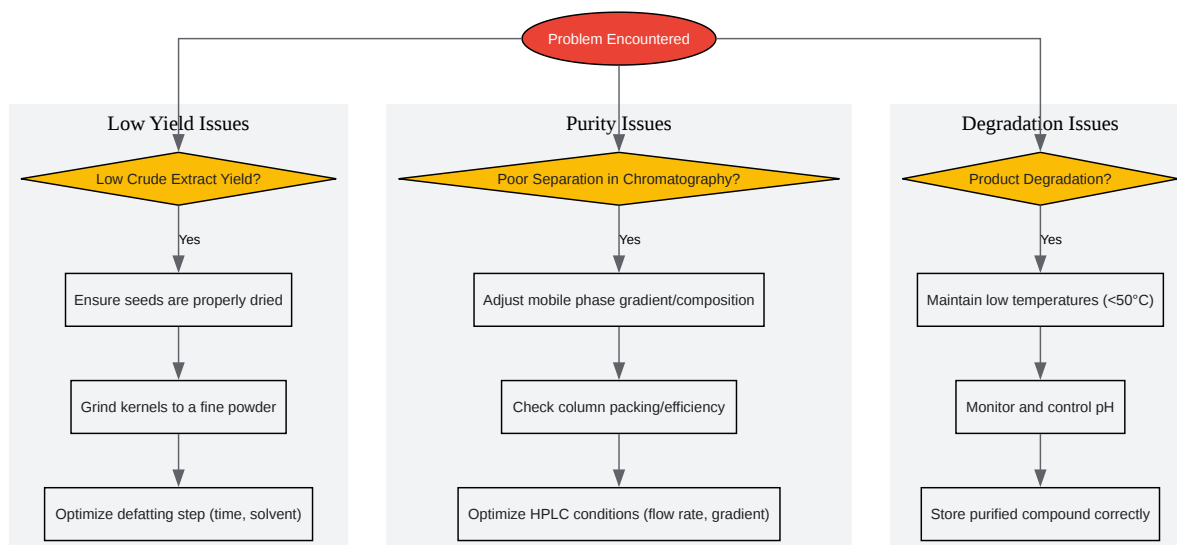 Problem Encountered
Low Yield Issues
Low Crude Extract Yield?
Yes
Ensure seeds are properly dried
Grind kernels to a fine powder
Optimize defatting step (time, solvent)
Purity Issues
Poor Separation in Chromatography?
Yes
Adjust mobile phase gradient/composition
Check column packing/efficiency
Optimize HPLC conditions (flow rate, gradient)
Degradation Issues
Product Degradation?
Yes
Maintain low temperatures (<50°C)
Monitor and control pH
Store purified compound correctly